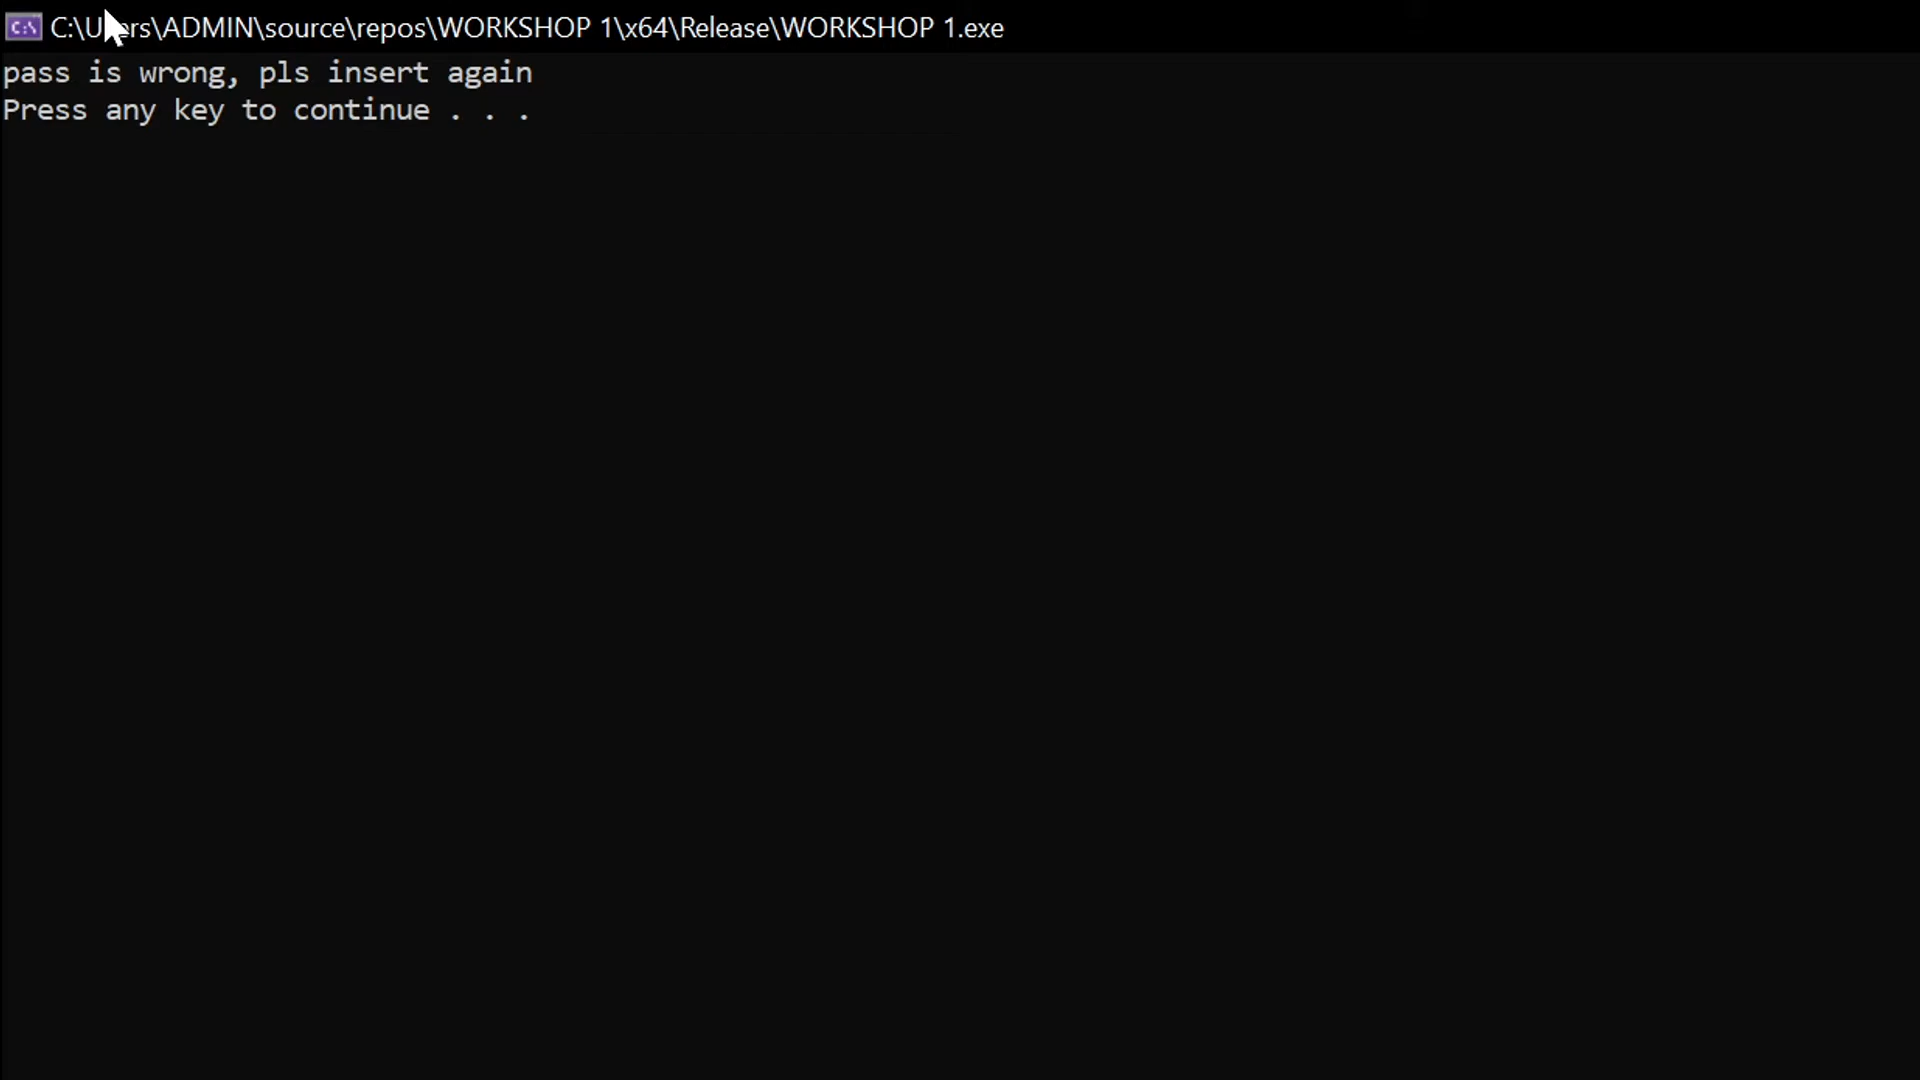 C:\Users\ADMIN\source\repos\WORKSHOP 1\x64\Release\WORKSHOP 1.exe
pass is wrong, pls insert again
Press any key to continue . . .